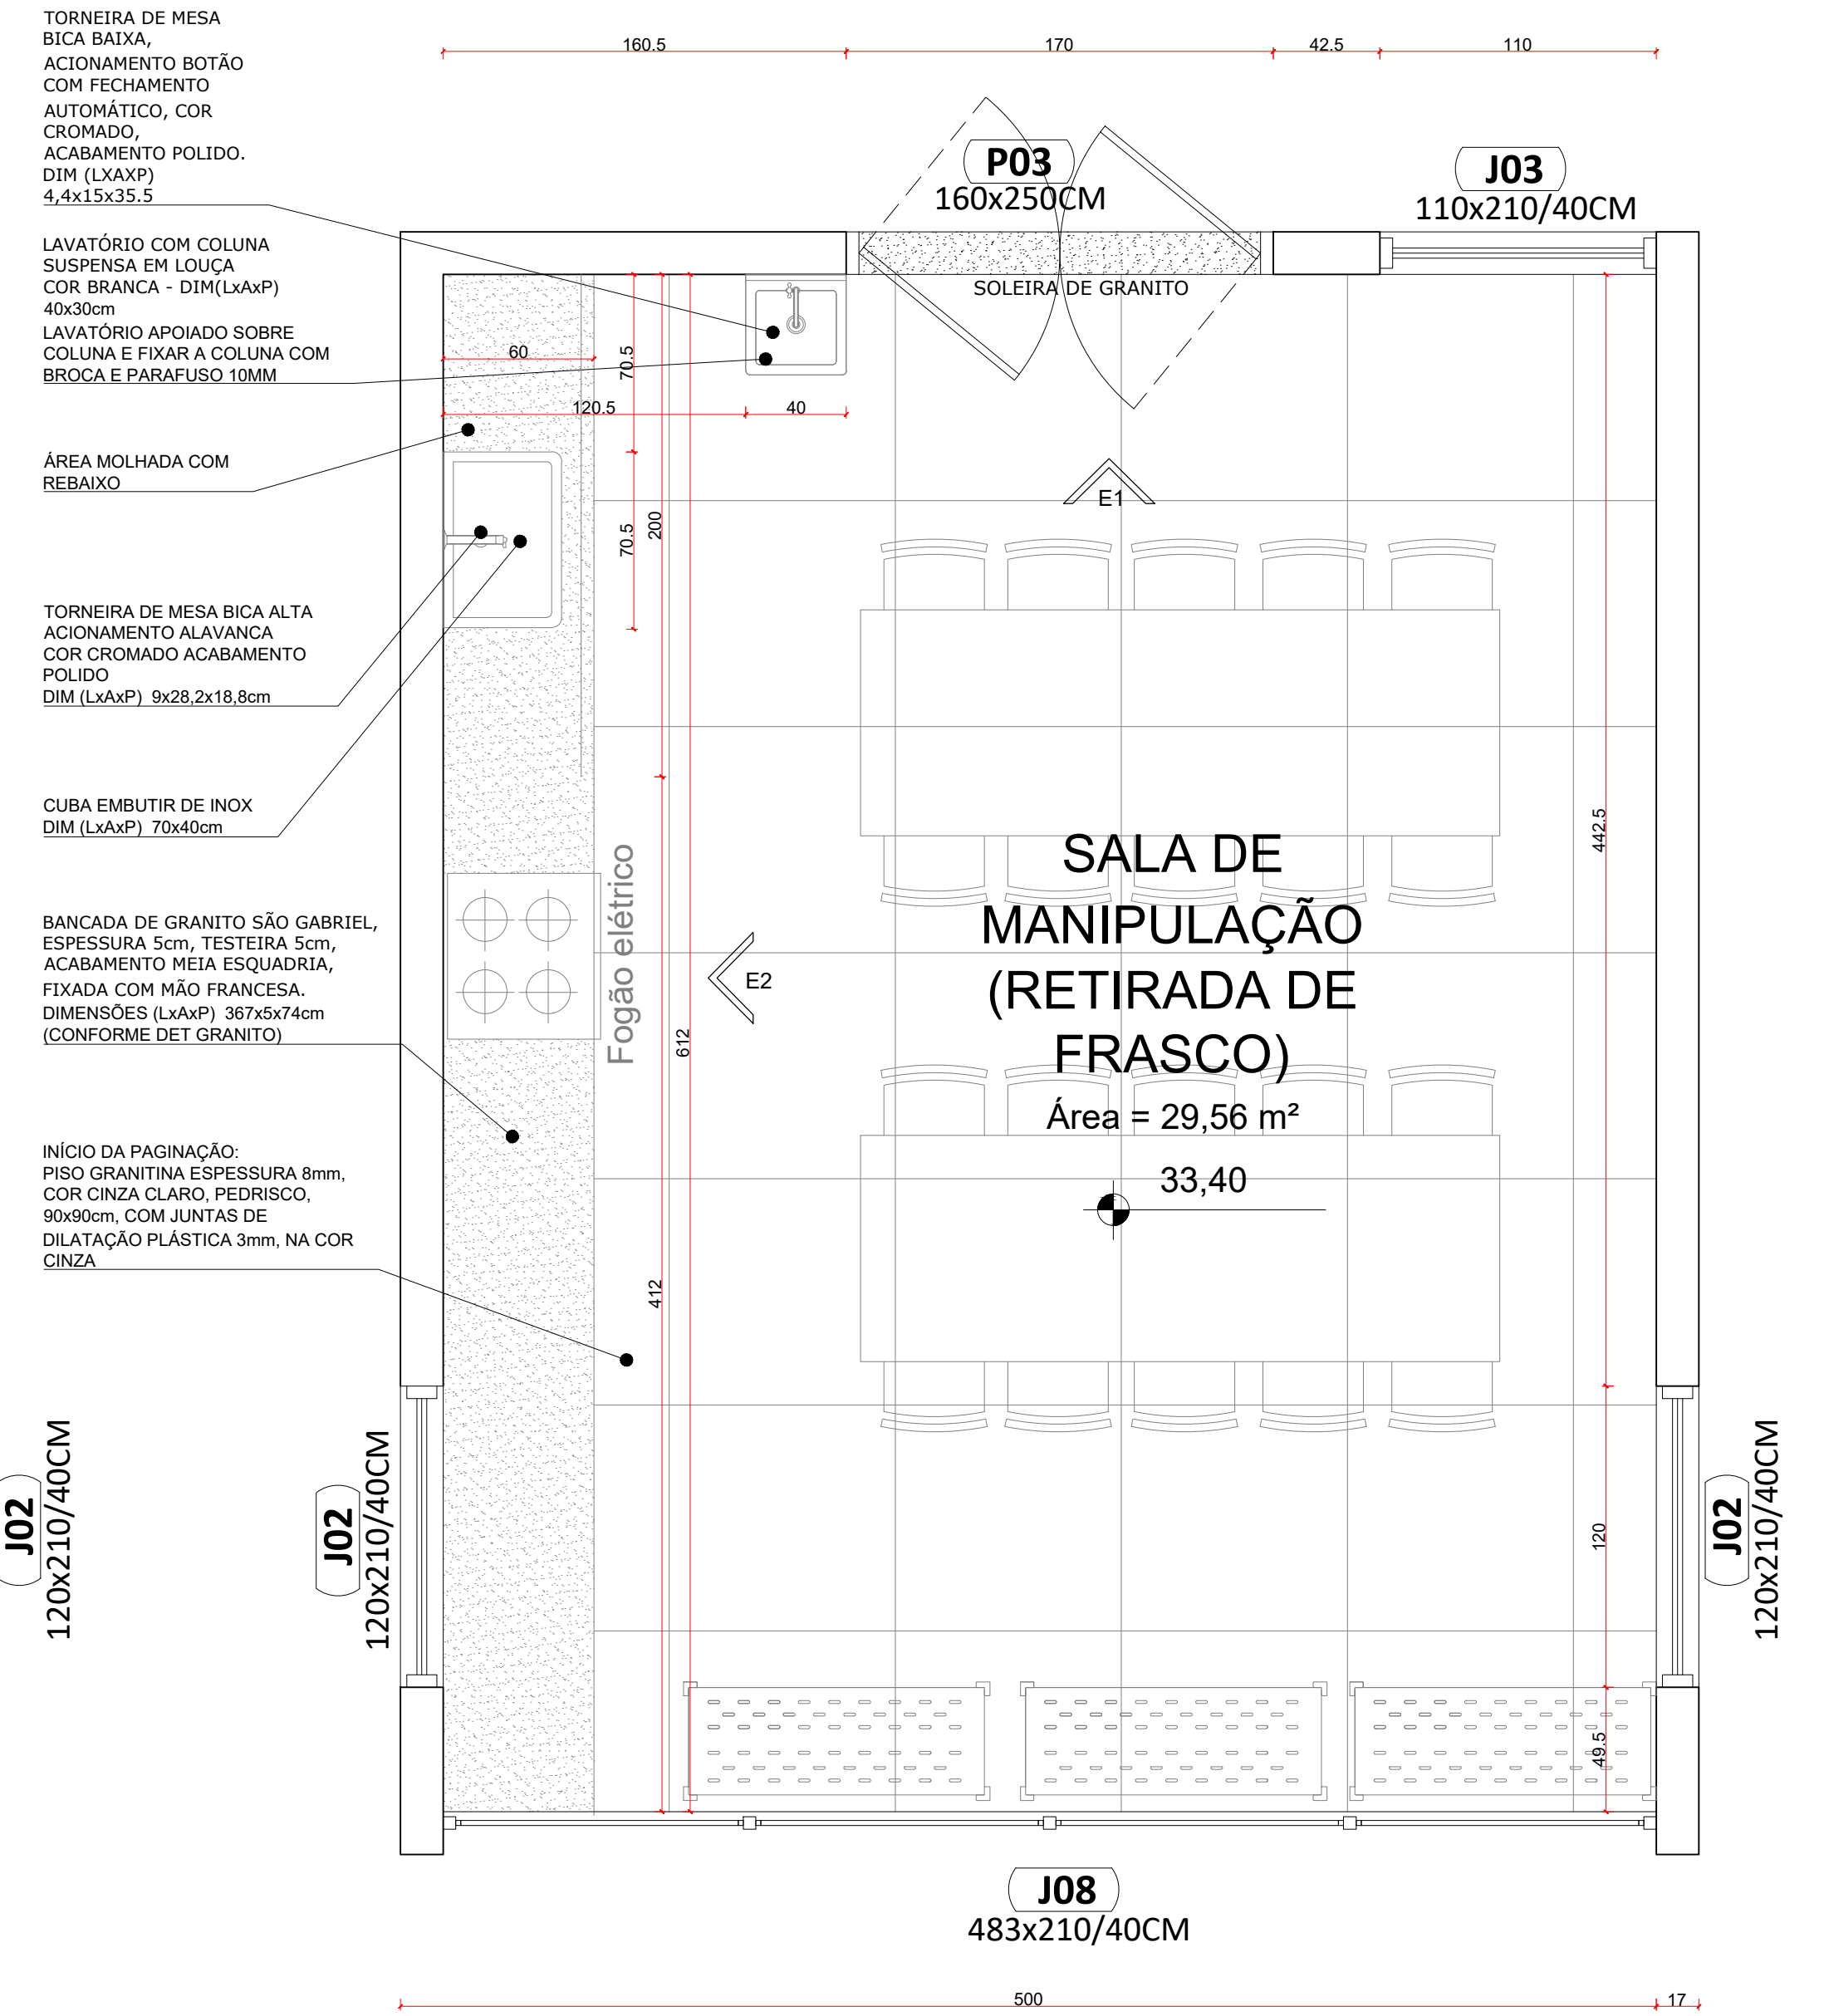 TORNEIRA DE MESA
BICA BAIXA,
ACIONAMENTO BOTÃO
COM FECHAMENTO
AUTOMÁTICO, COR
CROMADO,
ACABAMENTO POLIDO.
DIM (LXAXP)
4,4x15x35.5
LAVATÓRIO COM COLUNA
SUSPENSA EM LOUÇA
COR BRANCA - DIM(LxAxP)
40x30cm
LAVATÓRIO APOIADO SOBRE
COLUNA E FIXAR A COLUNA COM
BROCA E PARAFUSO 10MM
ÁREA MOLHADA COM
REBAIXO
TORNEIRA DE MESA BICA ALTA
ACIONAMENTO ALAVANCA
COR CROMADO ACABAMENTO
POLIDO
DIM (LxAxP) 9x28,2x18,8cm
CUBA EMBUTIR DE INOX
DIM (LxAxP) 70x40cm
BANCADA DE GRANITO SÃO GABRIEL,
ESPESSURA 5cm, TESTEIRA 5cm,
ACABAMENTO MEIA ESQUADRIA,
FIXADA COM MÃO FRANCESA.
DIMENSÕES (LxAxP) 367x5x74cm
(CONFORME DET GRANITO)
INÍCIO DA PAGINAÇÃO:
PISO GRANITINA ESPESSURA 8mm,
COR CINZA CLARO, PEDRISCO,
90x90cm, COM JUNTAS DE
DILATAÇÃO PLÁSTICA 3mm, NA COR
CINZA
160.5
170
42.5
110
P03
160x250CM
J03
110x210/40CM
SOLEIRA DE GRANITO
60
70.5
120.5
40
70.5
200
E1
442.5
Fogão elétrico
E2
612
SALA DE
MANIPULAÇÃO
(RETIRADA DE
FRASCO)
Área = 29,56 m²
33,40
412
120
49.5
J02
120x210/40CM
J02
120x210/40CM
J02
120x210/40CM
J08
483x210/40CM
500
17